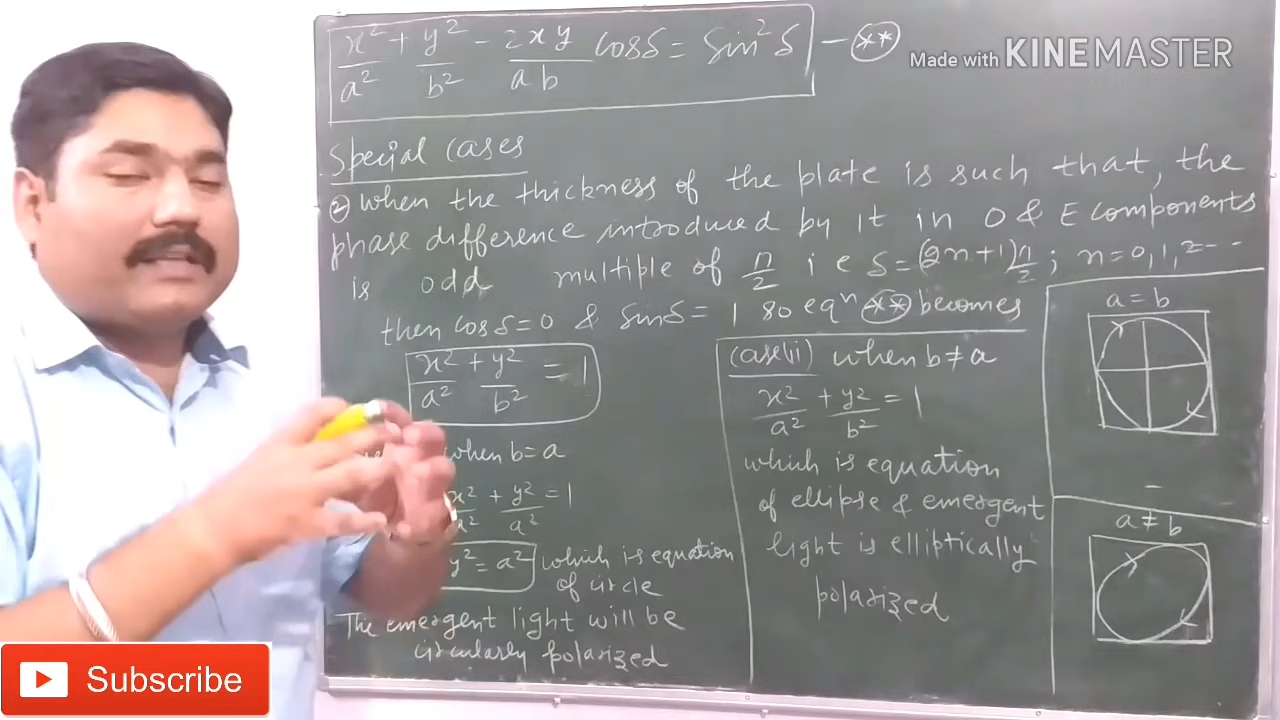 x²/a² + y²/b² - 2xy/ab cosδ = Sin²δ - **
Made with KINEMASTER
Special cases
② When the thickness of the plate is such that, the
phase difference introduced by it in O & E components
is odd multiple of π/2 i e δ = (2n+1)π/2 ; n=0,1,2---
then cosδ=0 & sinδ= 1 so eqⁿ ** becomes
x²/a² + y²/b² = 1
when b=a
x²/a² + y²/a² = 1
y² = a² which is equation
of circle
The emergent light will be
circularly polarized
(case ii) when b≠a
x²/a² + y²/b² = 1
which is equation
of ellipse & emergent
light is elliptically
polarized
a = b
a ≠ b
Subscribe